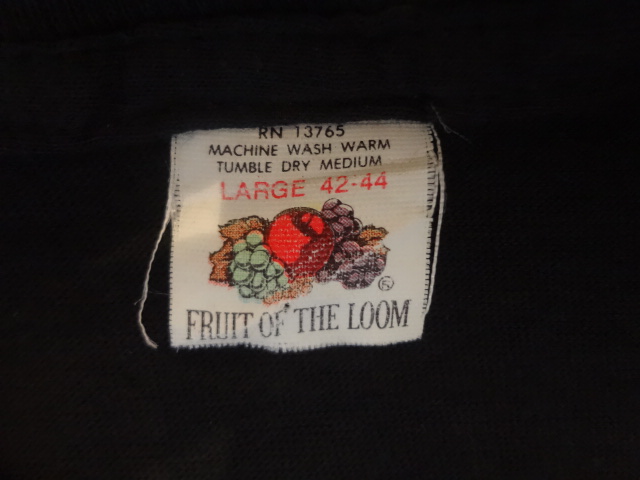 RN 13765
MACHINE WASH WARM
TUMBLE DRY MEDIUM
LARGE 42-44
®
FRUIT OF THE LOOM